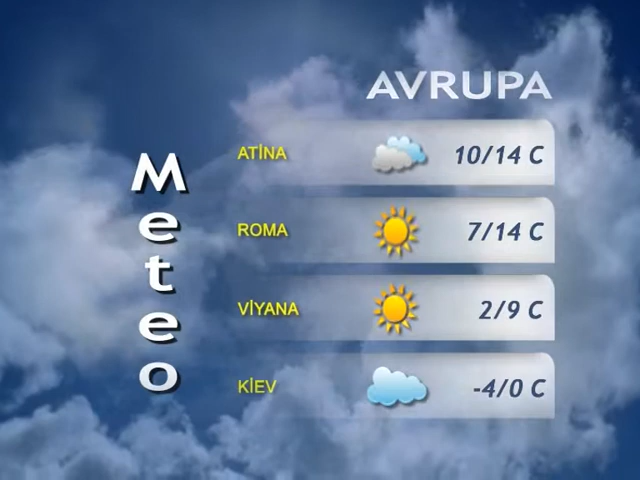 AVRUPA
Meteo
ATİNA 10/14 C
ROMA 7/14 C
VİYANA 2/9 C
KİEV -4/0 C